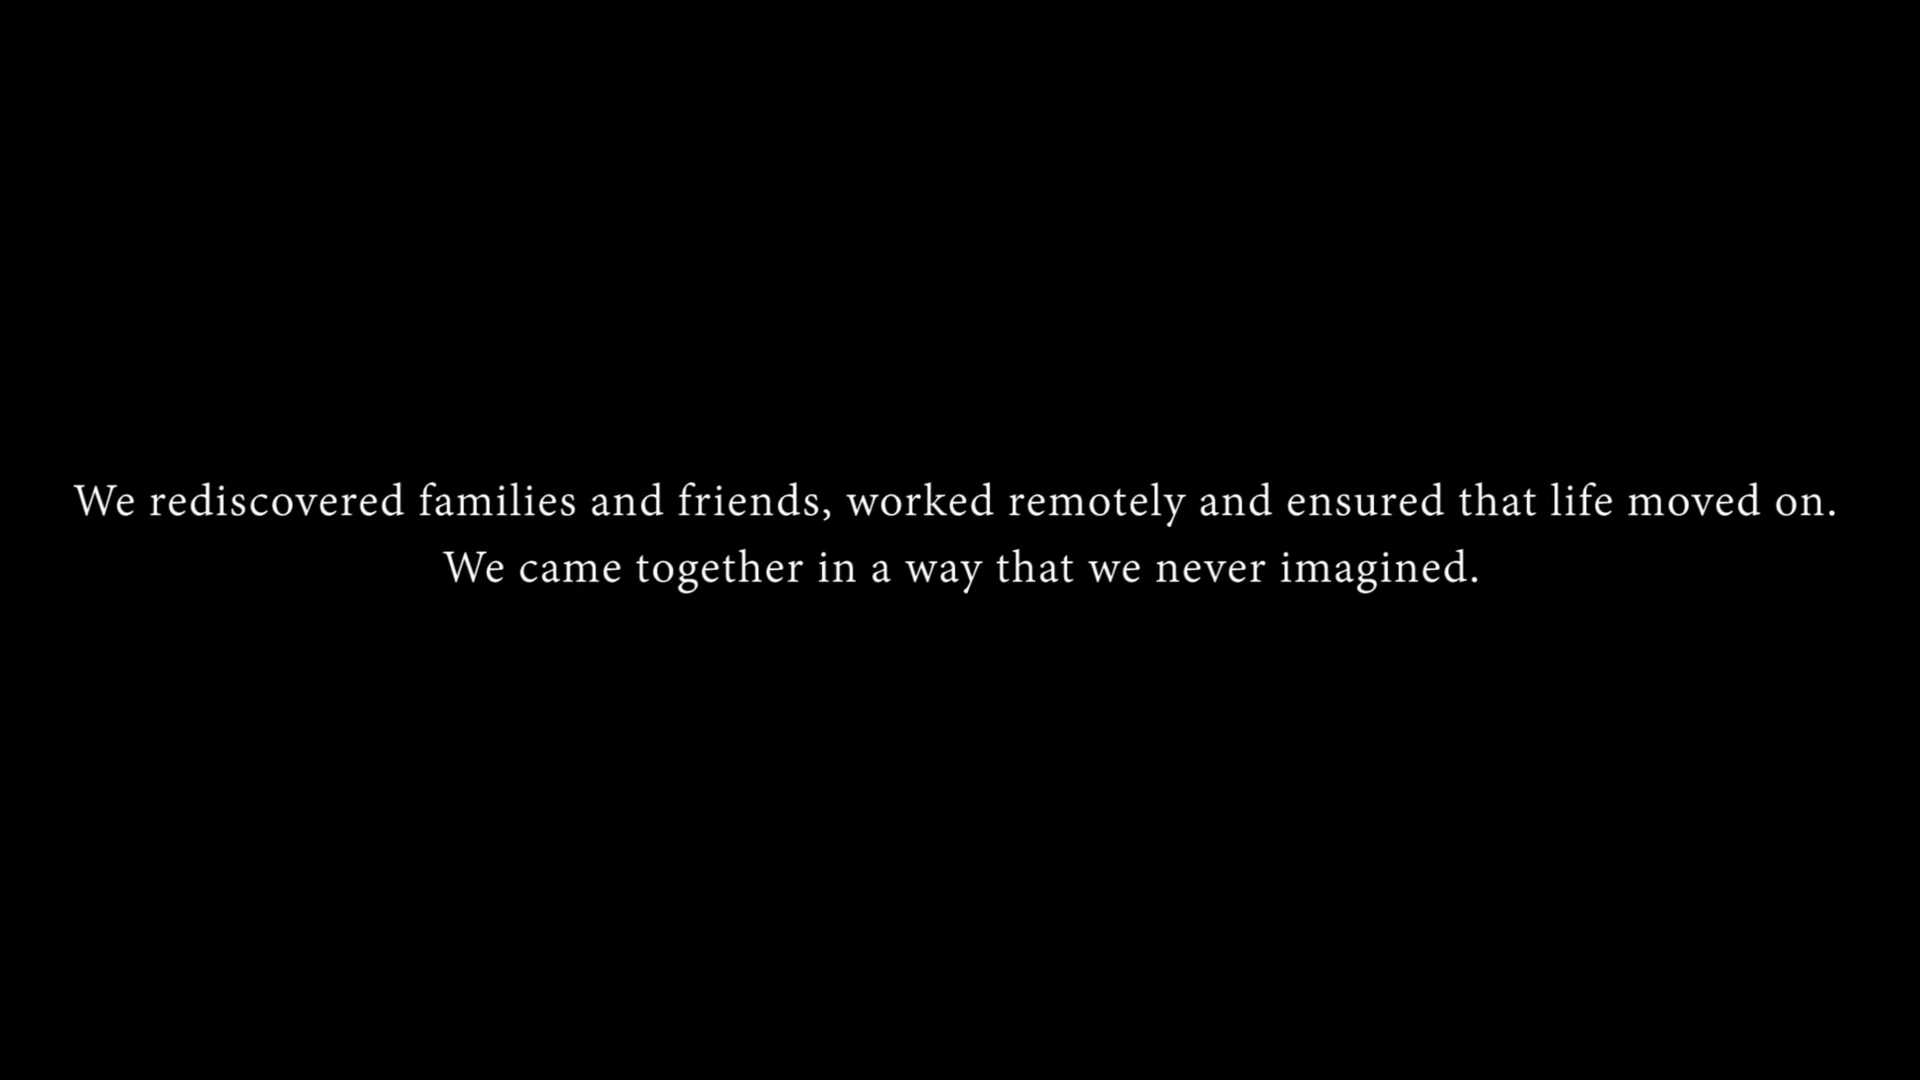 We rediscovered families and friends, worked remotely and ensured that life moved on.
We came together in a way that we never imagined.